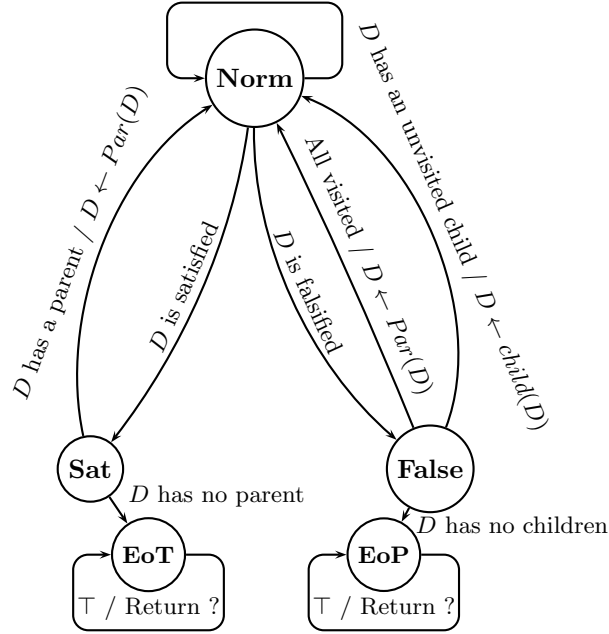 Norm
D has a parent / D ← Par(D)
D is satisfied
D is falsified
All visited / D ← Par(D)
D has an unvisited child / D ← child(D)
Sat
False
D has no parent
D has no children
EoT
EoP
⊤ / Return ?
⊤ / Return ?